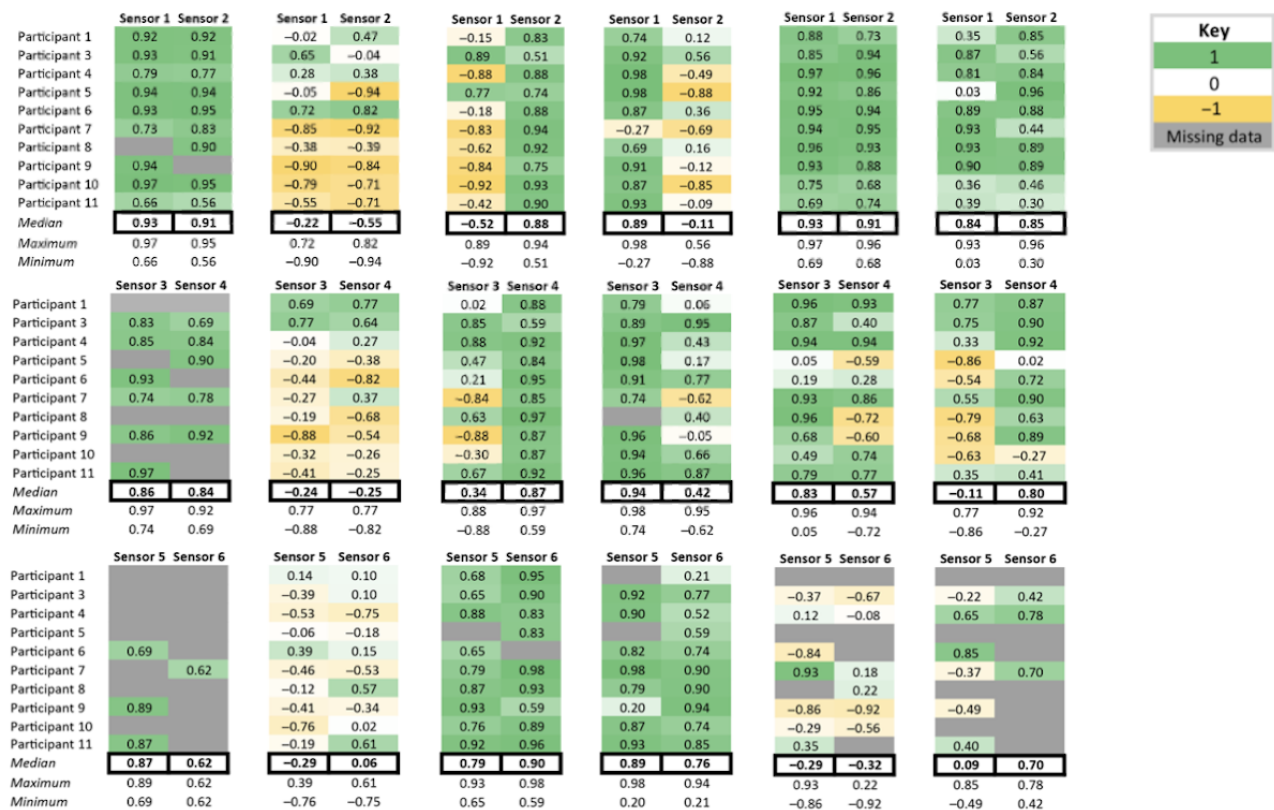 Sensor 1 Sensor 2 Sensor 1 Sensor 2 Sensor 1 Sensor 2 Sensor 1 Sensor 2 Sensor 1 Sensor 2 Sensor 1 Sensor 2
Participant 1 0.92 0.92 −0.02 0.47 −0.15 0.83 0.74 0.12 0.88 0.73 0.35 0.85
Participant 3 0.93 0.91 0.65 −0.04 0.89 0.51 0.92 0.56 0.85 0.94 0.87 0.56
Participant 4 0.79 0.77 0.28 0.38 −0.88 0.88 0.98 −0.49 0.97 0.96 0.81 0.84
Participant 5 0.94 0.94 −0.05 −0.94 0.77 0.74 0.98 −0.88 0.92 0.86 0.03 0.96
Participant 6 0.93 0.95 0.72 0.82 −0.18 0.88 0.87 0.36 0.95 0.94 0.89 0.88
Participant 7 0.73 0.83 −0.85 −0.92 −0.83 0.94 −0.27 −0.69 0.94 0.95 0.93 0.44
Participant 8 0.90 −0.38 −0.39 −0.62 0.92 0.69 0.16 0.96 0.93 0.93 0.89
Participant 9 0.94 −0.90 −0.84 −0.84 0.75 0.91 −0.12 0.93 0.88 0.90 0.89
Participant 10 0.97 0.95 −0.79 −0.71 −0.92 0.93 0.87 −0.85 0.75 0.68 0.36 0.46
Participant 11 0.66 0.56 −0.55 −0.71 −0.42 0.90 0.93 −0.09 0.69 0.74 0.39 0.30
Median 0.93 0.91 −0.22 −0.55 −0.52 0.88 0.89 −0.11 0.93 0.91 0.84 0.85
Maximum 0.97 0.95 0.72 0.82 0.89 0.94 0.98 0.56 0.97 0.96 0.93 0.96
Minimum 0.66 0.56 −0.90 −0.94 −0.92 0.51 −0.27 −0.88 0.69 0.68 0.03 0.30
Key
1
0
−1
Missing data
Sensor 3 Sensor 4 Sensor 3 Sensor 4 Sensor 3 Sensor 4 Sensor 3 Sensor 4 Sensor 3 Sensor 4 Sensor 3 Sensor 4
Participant 1 0.69 0.77 0.02 0.88 0.79 0.06 0.96 0.93 0.77 0.87
Participant 3 0.83 0.69 0.77 0.64 0.85 0.59 0.89 0.95 0.87 0.40 0.75 0.90
Participant 4 0.85 0.84 −0.04 0.27 0.88 0.92 0.97 0.43 0.94 0.94 0.33 0.92
Participant 5 0.90 −0.20 −0.38 0.47 0.84 0.98 0.17 0.05 −0.59 −0.86 0.02
Participant 6 0.93 −0.44 −0.82 0.21 0.95 0.91 0.77 0.19 0.28 −0.54 0.72
Participant 7 0.74 0.78 −0.27 0.37 −0.84 0.85 0.74 −0.62 0.93 0.86 0.55 0.90
Participant 8 −0.19 −0.68 0.63 0.97 0.40 0.96 −0.72 −0.79 0.63
Participant 9 0.86 0.92 −0.88 −0.54 −0.88 0.87 0.96 −0.05 0.68 −0.60 −0.68 0.89
Participant 10 −0.32 −0.26 −0.30 0.87 0.94 0.66 0.49 0.74 −0.63 −0.27
Participant 11 0.97 −0.41 −0.25 0.67 0.92 0.96 0.87 0.79 0.77 0.35 0.41
Median 0.86 0.84 −0.24 −0.25 0.34 0.87 0.94 0.42 0.83 0.57 −0.11 0.80
Maximum 0.97 0.92 0.77 0.77 0.88 0.97 0.98 0.95 0.96 0.94 0.77 0.92
Minimum 0.74 0.69 −0.88 −0.82 −0.88 0.59 0.74 −0.62 0.05 −0.72 −0.86 −0.27
Sensor 5 Sensor 6 Sensor 5 Sensor 6 Sensor 5 Sensor 6 Sensor 5 Sensor 6 Sensor 5 Sensor 6 Sensor 5 Sensor 6
Participant 1 0.14 0.10 0.68 0.95 0.21
Participant 3 −0.39 0.10 0.65 0.90 0.92 0.77 −0.37 −0.67 −0.22 0.42
Participant 4 −0.53 −0.75 0.88 0.83 0.90 0.52 0.12 −0.08 0.65 0.78
Participant 5 −0.06 −0.18 0.83 0.59
Participant 6 0.69 0.39 0.15 0.65 0.82 0.74 −0.84 0.85
Participant 7 0.62 −0.46 −0.53 0.79 0.98 0.98 0.90 0.93 0.18 −0.37 0.70
Participant 8 −0.12 0.57 0.87 0.93 0.79 0.90 0.22
Participant 9 0.89 −0.41 −0.34 0.93 0.59 0.20 0.94 −0.86 −0.92 −0.49
Participant 10 −0.76 0.02 0.76 0.89 0.87 0.74 −0.29 −0.56
Participant 11 0.87 −0.19 0.61 0.92 0.96 0.93 0.85 0.35 0.40
Median 0.87 0.62 −0.29 0.06 0.79 0.90 0.89 0.76 −0.29 −0.32 0.09 0.70
Maximum 0.89 0.62 0.39 0.61 0.93 0.98 0.98 0.94 0.93 0.22 0.85 0.78
Minimum 0.69 0.62 −0.76 −0.75 0.65 0.59 0.20 0.21 −0.86 −0.92 −0.49 0.42